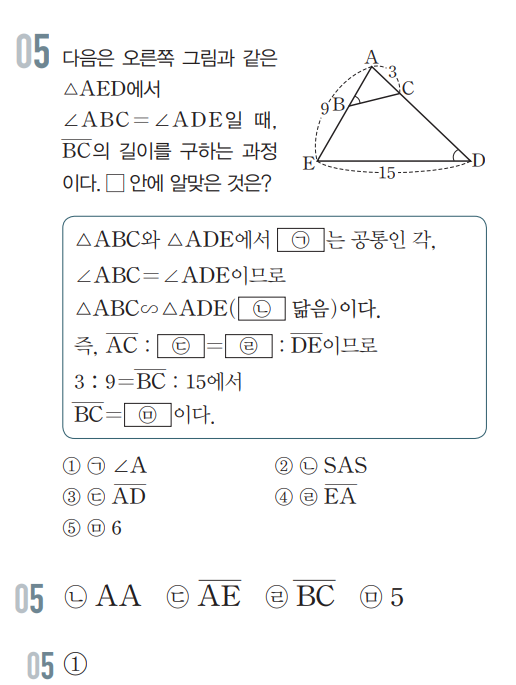 05 다음은 오른쪽 그림과 같은
△AED에서
∠ABC=∠ADE일 때,
BC의 길이를 구하는 과정
이다. □ 안에 알맞은 것은?
A
3
C
9
B
E
D
15
△ABC와 △ADE에서 ㉠는 공통인 각,
∠ABC=∠ADE이므로
△ABC∽△ADE(㉡ 닮음)이다.
즉, AC : ㉢=㉣ : DE이므로
3 : 9=BC : 15에서
BC=㉤이다.
① ㉠ ∠A ② ㉡ SAS
③ ㉢ AD ④ ㉣ EA
⑤ ㉤ 6
05 ㉡ AA ㉢ AE ㉣ BC ㉤ 5
05 ①